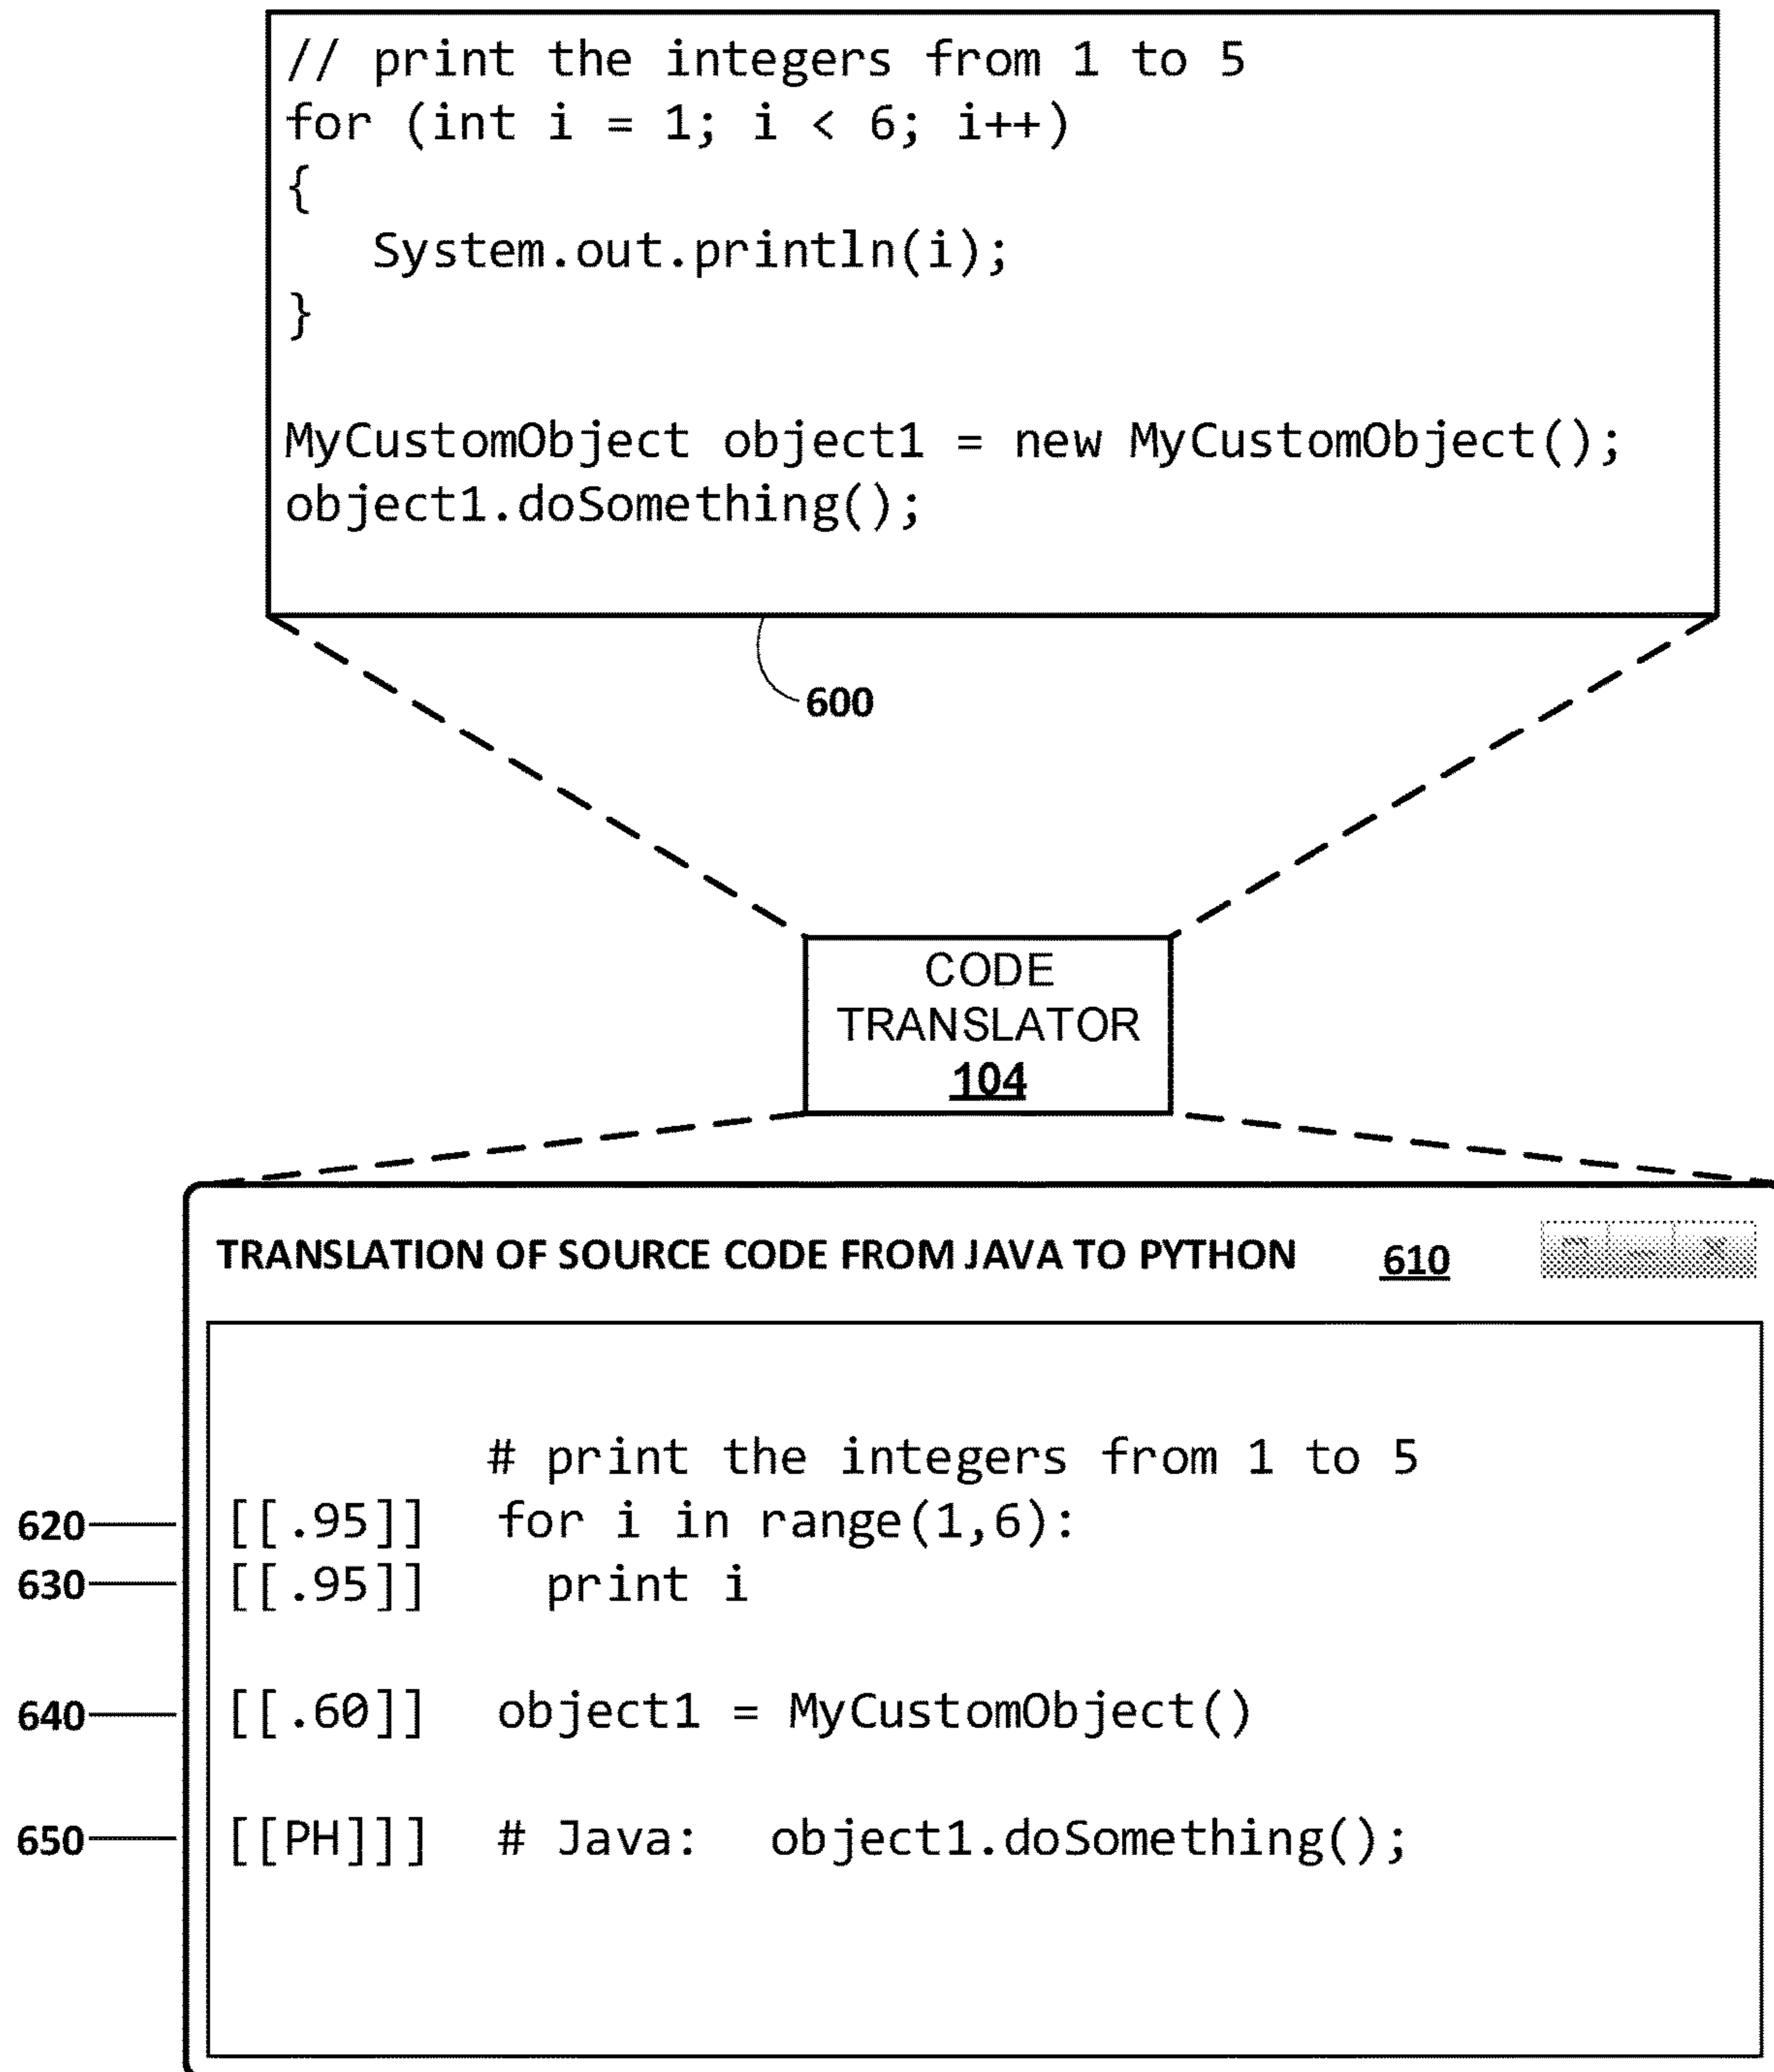 // print the integers from 1 to 5
for (int i = 1; i < 6; i++)
{
   System.out.println(i);
}
MyCustomObject object1 = new MyCustomObject();
object1.doSomething();
600
CODE
TRANSLATOR
104
TRANSLATION OF SOURCE CODE FROM JAVA TO PYTHON 610
# print the integers from 1 to 5
620 [[.95]] for i in range(1,6):
630 [[.95]]   print i
640 [[.60]] object1 = MyCustomObject()
650 [[PH]]] # Java:  object1.doSomething();